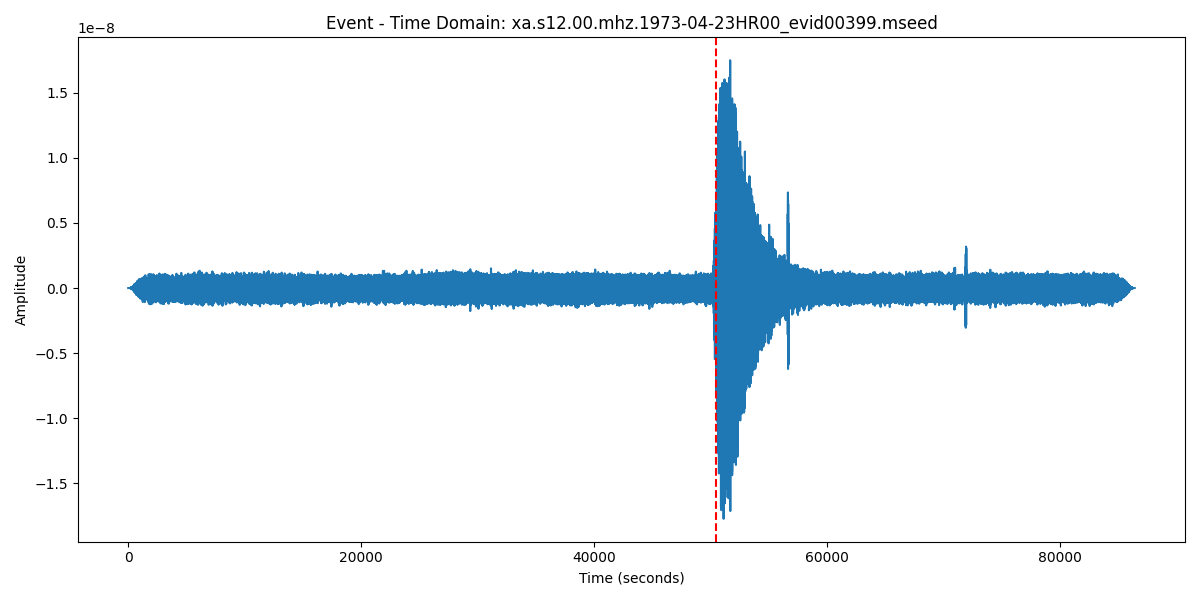 Event - Time Domain: xa.s12.00.mhz.1973-04-23HR00_evid00399.mseed
1e−8
1.5
1.0
0.5
0.0
−0.5
−1.0
−1.5
Amplitude
0 20000 40000 60000 80000
Time (seconds)